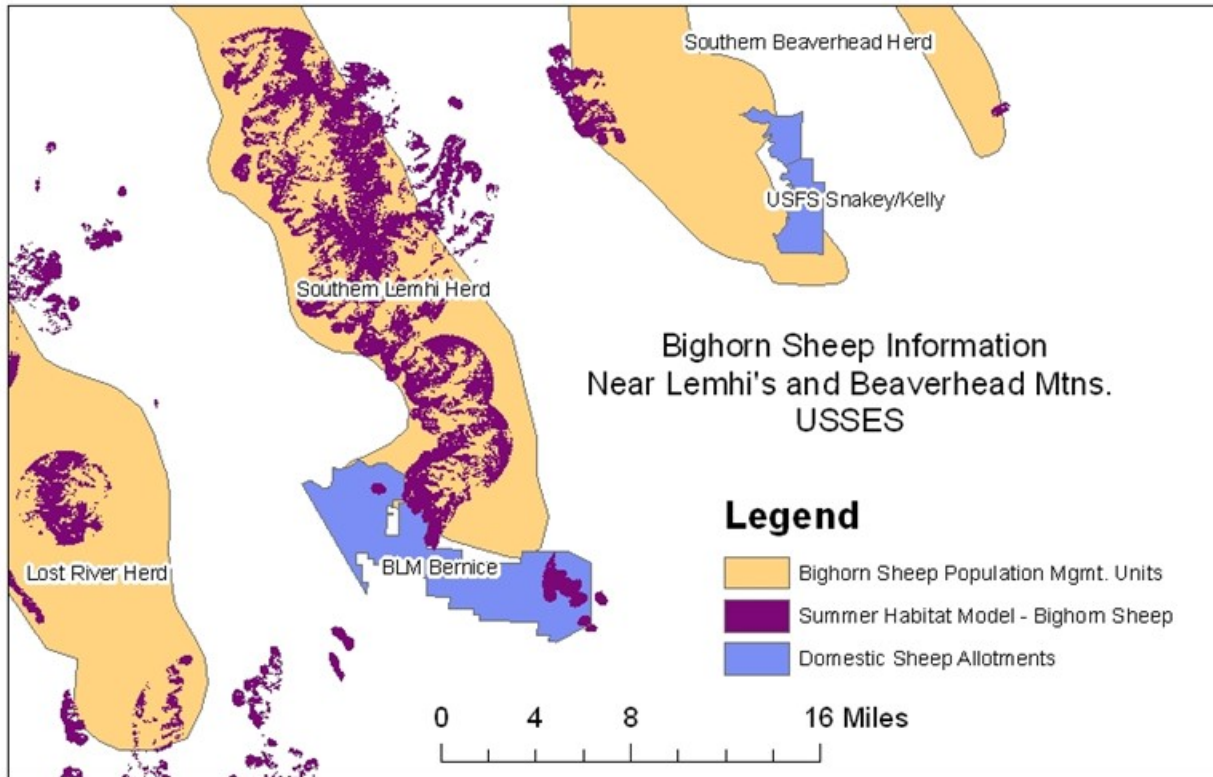 Southern Beaverhead Herd
USFS Snakey/Kelly
Southern Lemhi Herd
Bighorn Sheep Information
Near Lemhi's and Beaverhead Mtns.
USSES
Legend
Bighorn Sheep Population Mgmt. Units
Summer Habitat Model - Bighorn Sheep
Domestic Sheep Allotments
BLM Bernice
Lost River Herd
0 4 8 16 Miles